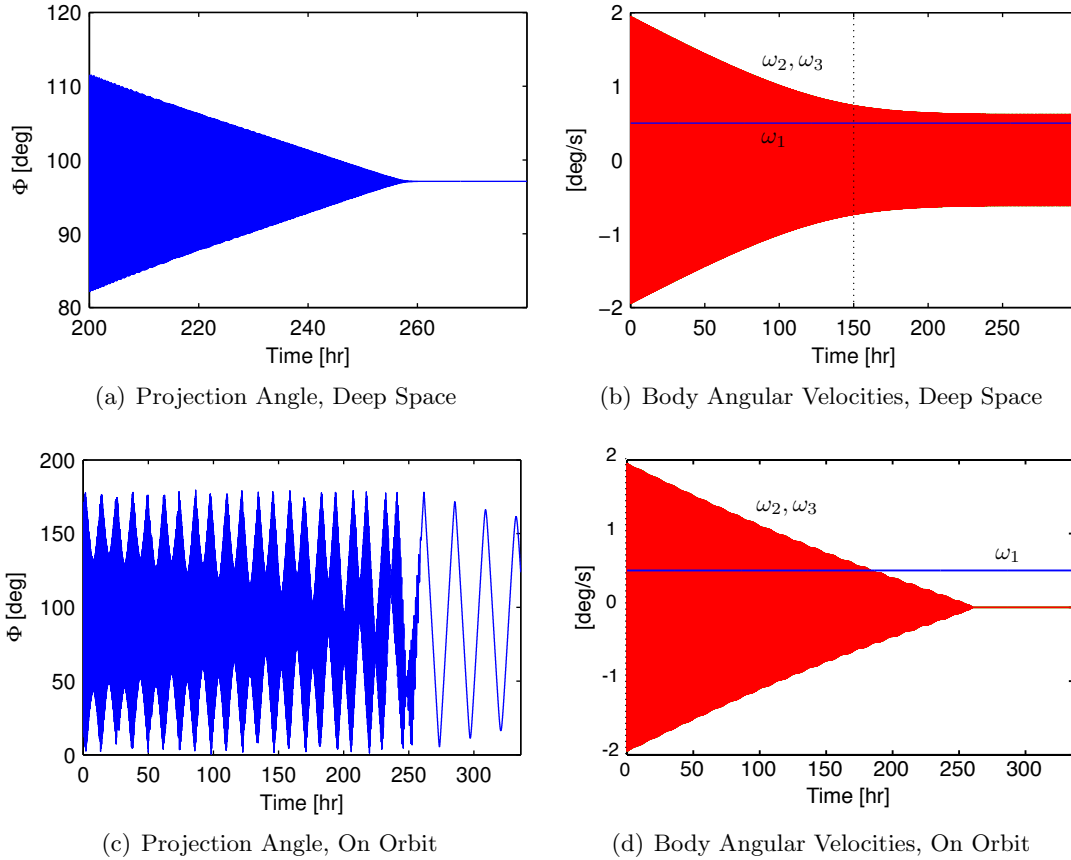 120
110
100
90
80
Φ [deg]
200 220 240 260
Time [hr]
(a) Projection Angle, Deep Space
2
1
0
−1
−2
[deg/s]
ω2, ω3
ω1
0 50 100 150 200 250
Time [hr]
(b) Body Angular Velocities, Deep Space
200
150
100
50
0
Φ [deg]
0 50 100 150 200 250 300
Time [hr]
(c) Projection Angle, On Orbit
2
1
0
-1
-2
[deg/s]
ω2, ω3
ω1
0 50 100 150 200 250 300
Time [hr]
(d) Body Angular Velocities, On Orbit